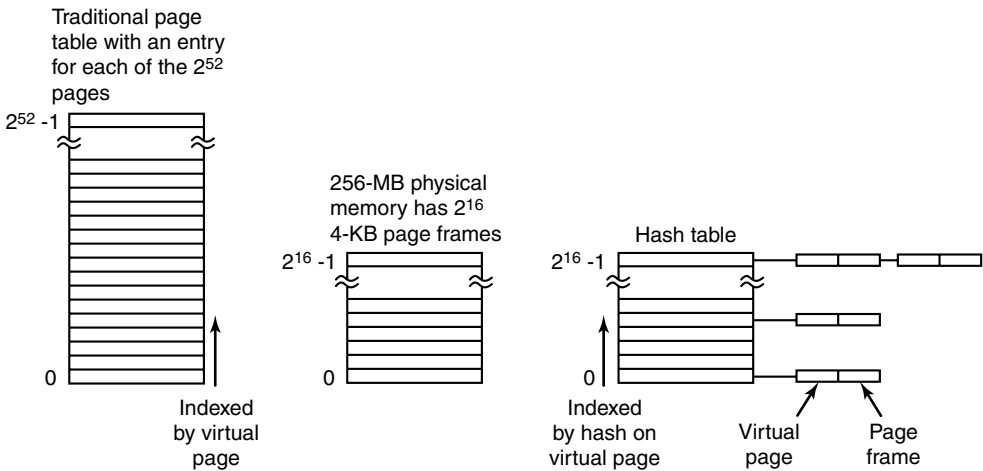 Traditional page
table with an entry
for each of the 2⁵²
pages
2⁵² -1
0
Indexed
by virtual
page
256-MB physical
memory has 2¹⁶
4-KB page frames
2¹⁶ -1
0
Hash table
2¹⁶ -1
0
Indexed
by hash on
virtual page
Virtual
page
Page
frame